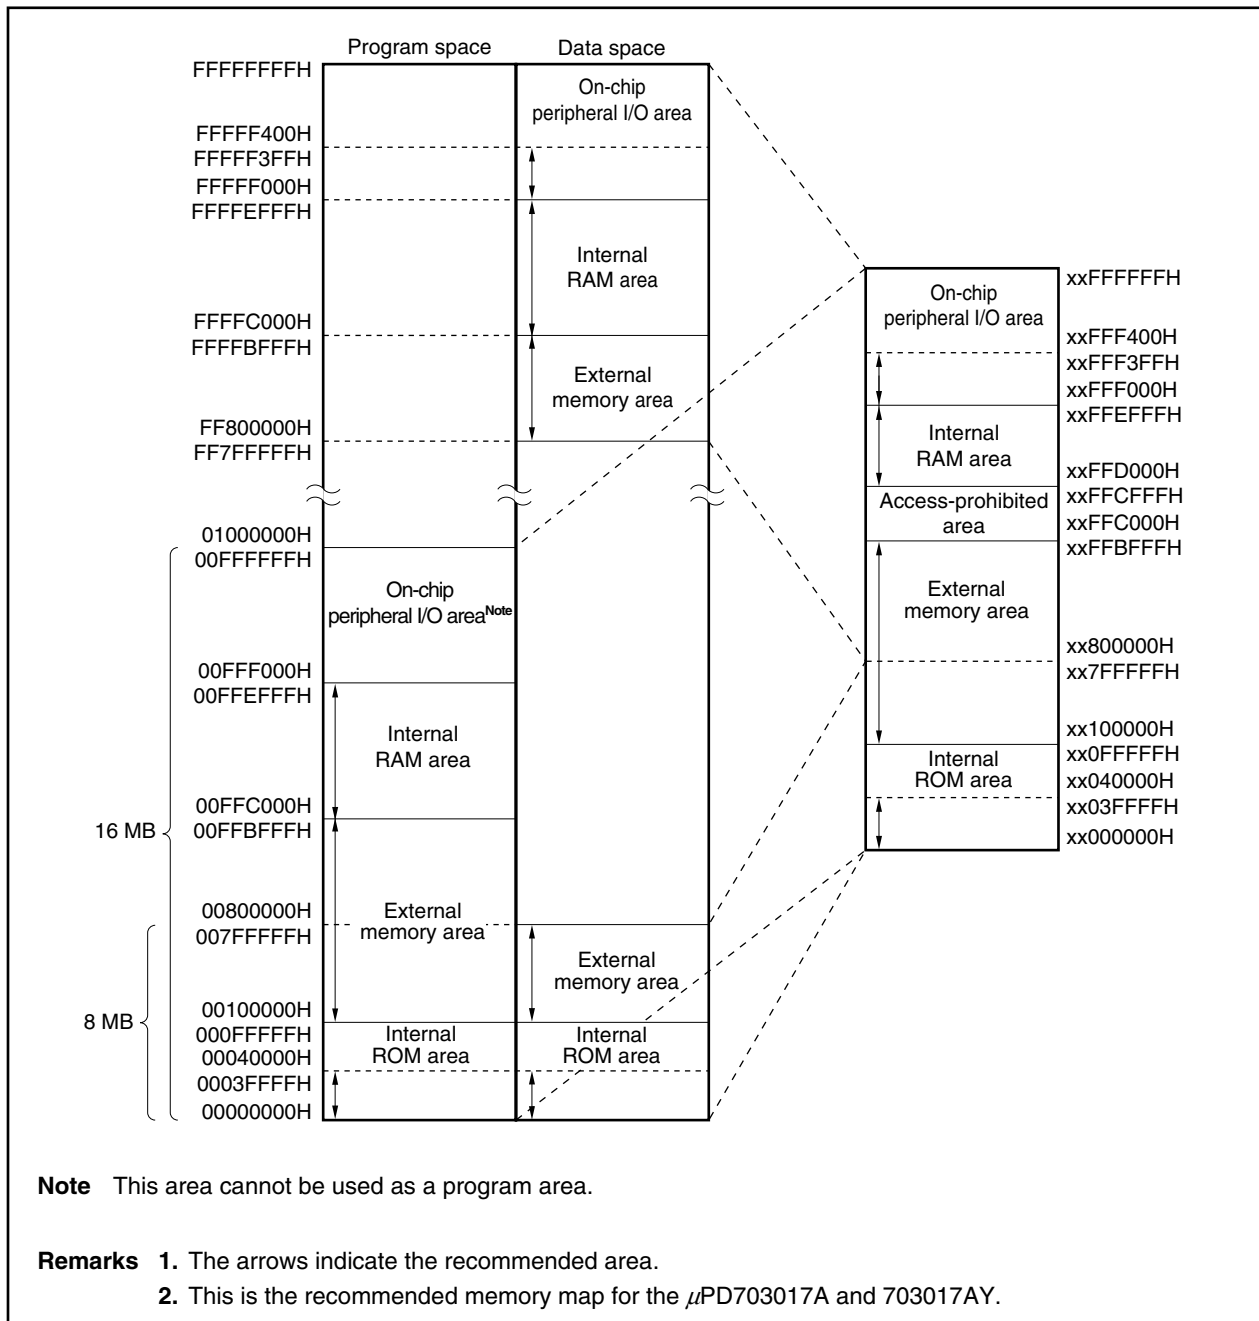 Program space
Data space
FFFFFFFFH
On-chip
peripheral I/O area
FFFFF400H
FFFFF3FFH
FFFFF000H
FFFFEFFFH
Internal
RAM area
FFFFC000H
FFFFBFFFH
External
memory area
FF800000H
FF7FFFFFH
01000000H
00FFFFFFH
On-chip
peripheral I/O areaNote
00FFF000H
00FFEFFFH
Internal
RAM area
00FFC000H
00FFBFFFH
16 MB
00800000H
007FFFFFH
External
memory area
External
memory area
8 MB
00100000H
000FFFFFH
00040000H
0003FFFFH
00000000H
Internal
ROM area
Internal
ROM area
xxFFFFFFH
On-chip
peripheral I/O area
xxFFF400H
xxFFF3FFH
xxFFF000H
xxFFEFFFH
Internal
RAM area
xxFFD000H
xxFFCFFFH
Access-prohibited
area
xxFFC000H
xxFFBFFFH
External
memory area
xx800000H
xx7FFFFFH
xx100000H
xx0FFFFFH
Internal
ROM area
xx040000H
xx03FFFFH
xx000000H
Note This area cannot be used as a program area.
Remarks 1. The arrows indicate the recommended area.
2. This is the recommended memory map for the μPD703017A and 703017AY.